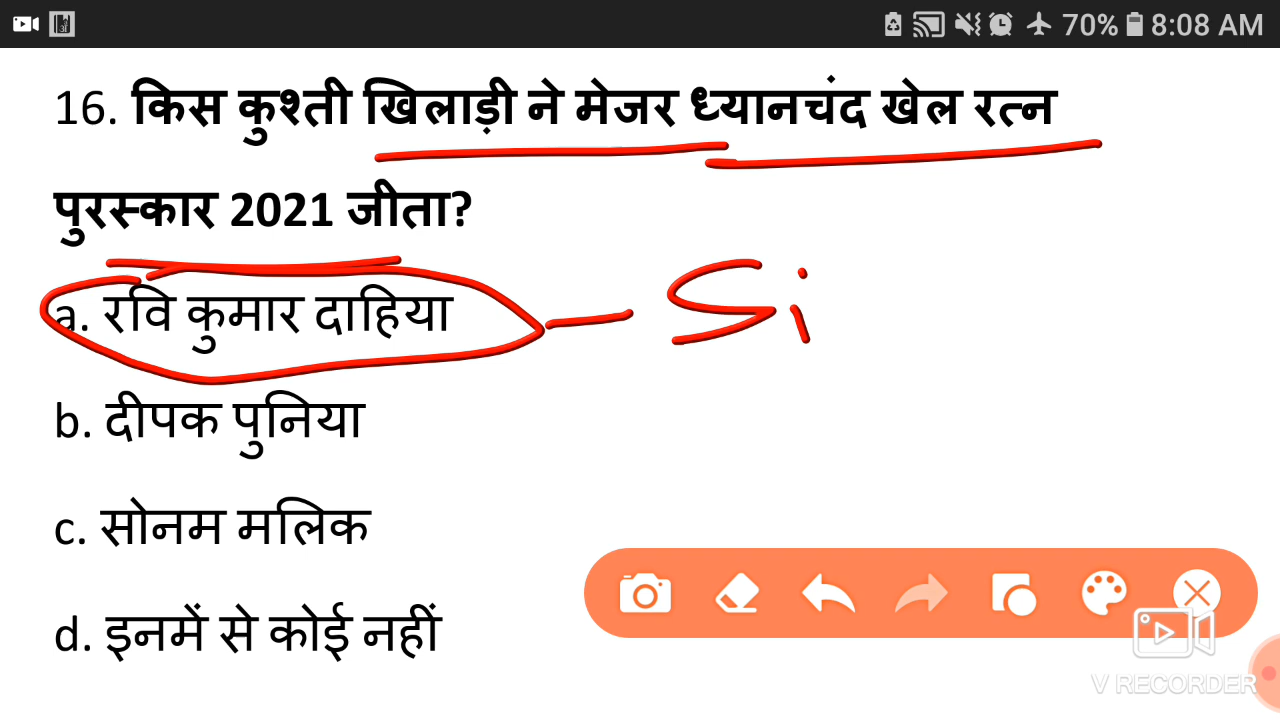 70% 8:08 AM
16. किस कुश्ती खिलाड़ी ने मेजर ध्यानचंद खेल रत्न
पुरस्कार 2021 जीता?
a. रवि कुमार दाहिया
Si
b. दीपक पुनिया
c. सोनम मलिक
d. इनमें से कोई नहीं
V RECORDER